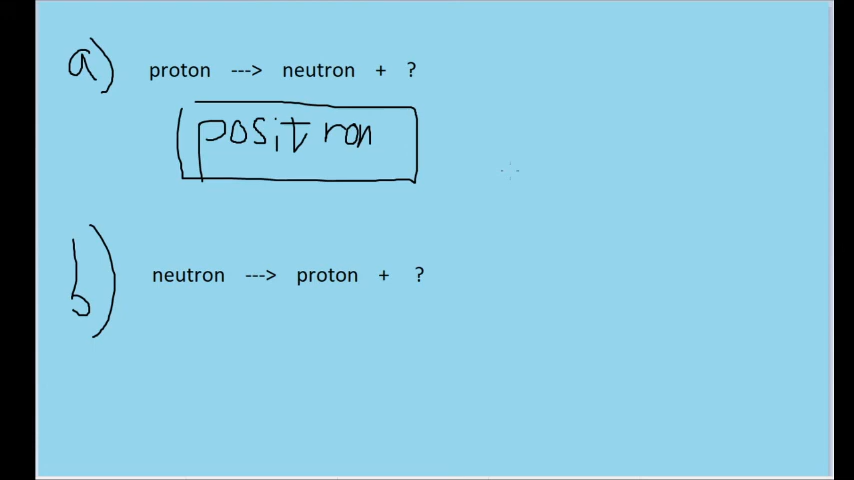 a) proton ---> neutron + ?
positron
b) neutron ---> proton + ?